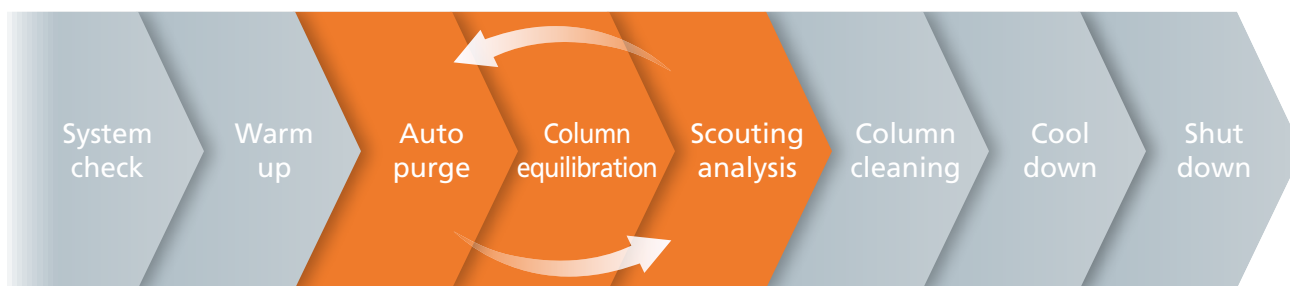 System
check
Warm
up
Auto
purge
Column
equilibration
Scouting
analysis
Column
cleaning
Cool
down
Shut
down